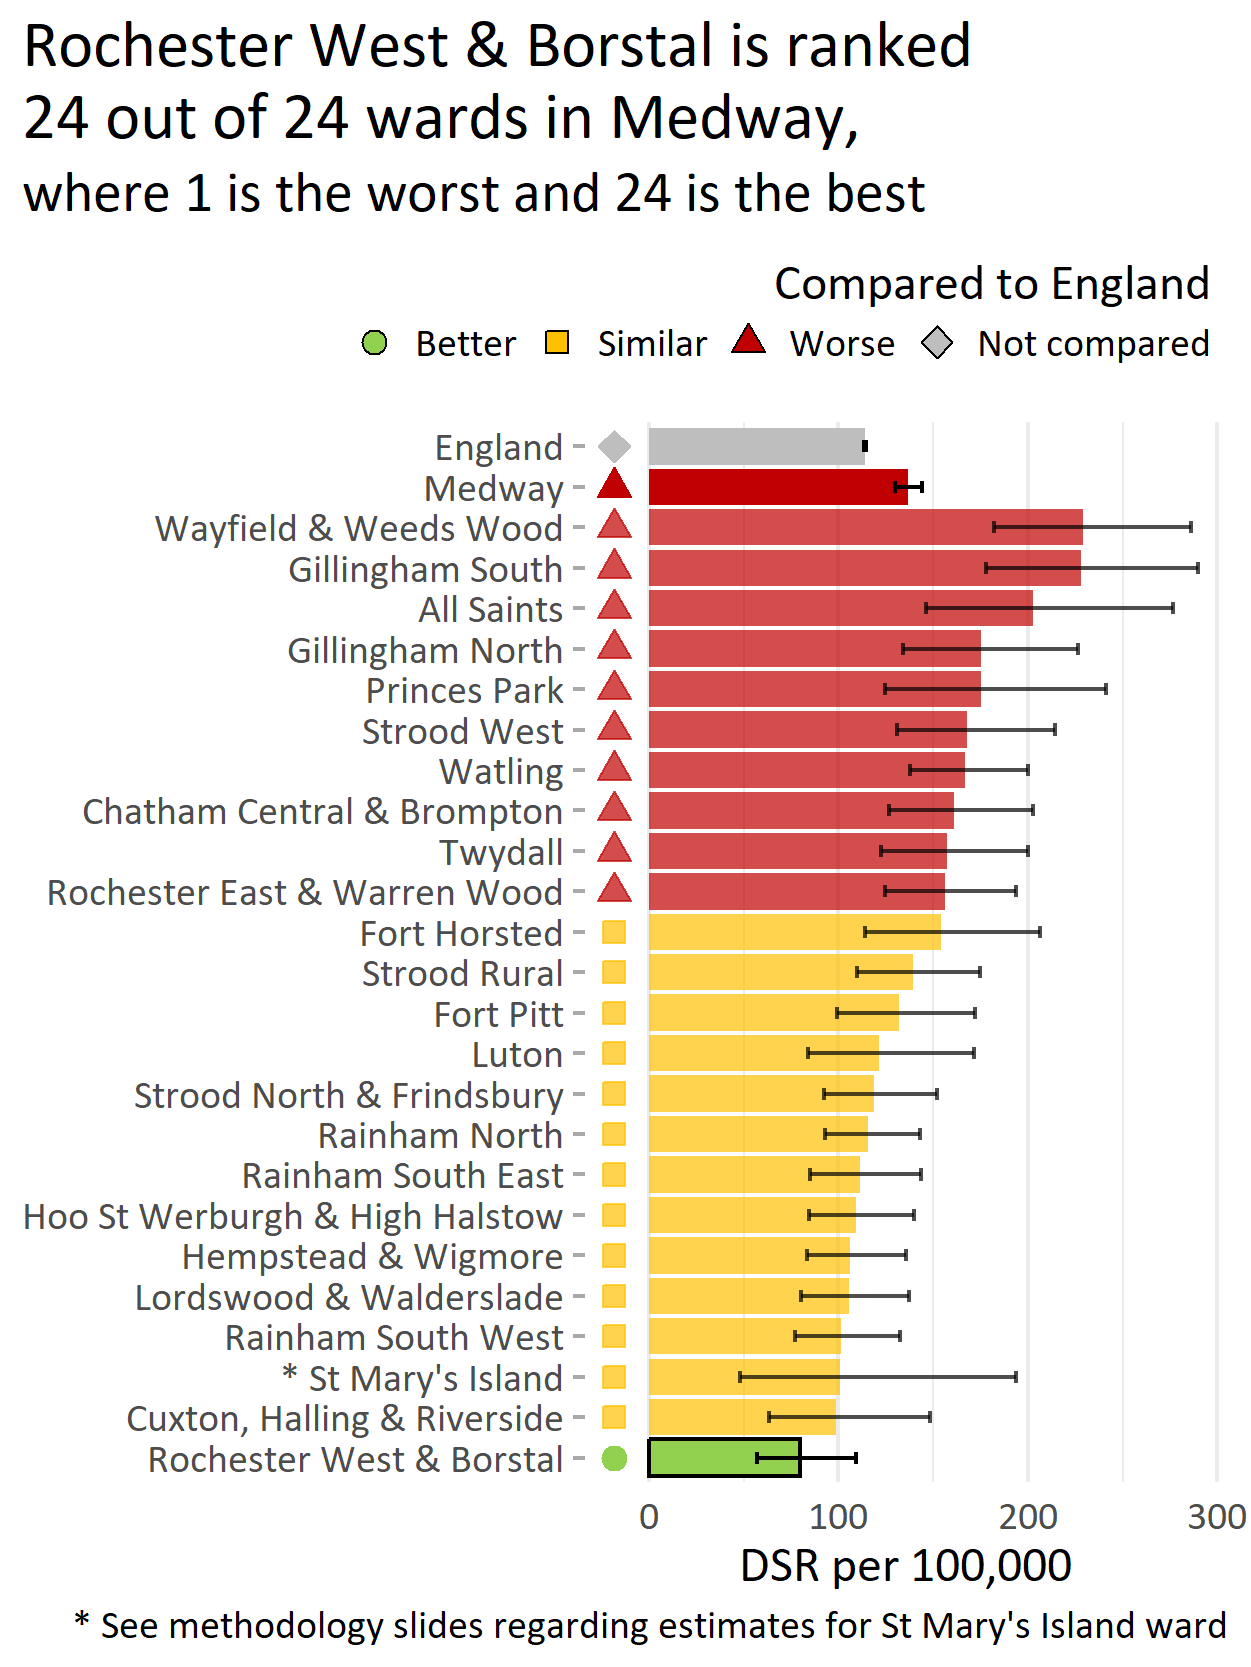 Rochester West & Borstal is ranked
24 out of 24 wards in Medway,
where 1 is the worst and 24 is the best
Compared to England
Better Similar Worse Not compared
England
Medway
Wayfield & Weeds Wood
Gillingham South
All Saints
Gillingham North
Princes Park
Strood West
Watling
Chatham Central & Brompton
Twydall
Rochester East & Warren Wood
Fort Horsted
Strood Rural
Fort Pitt
Luton
Strood North & Frindsbury
Rainham North
Rainham South East
Hoo St Werburgh & High Halstow
Hempstead & Wigmore
Lordswood & Walderslade
Rainham South West
* St Mary's Island
Cuxton, Halling & Riverside
Rochester West & Borstal
0 100 200 300
DSR per 100,000
* See methodology slides regarding estimates for St Mary's Island ward